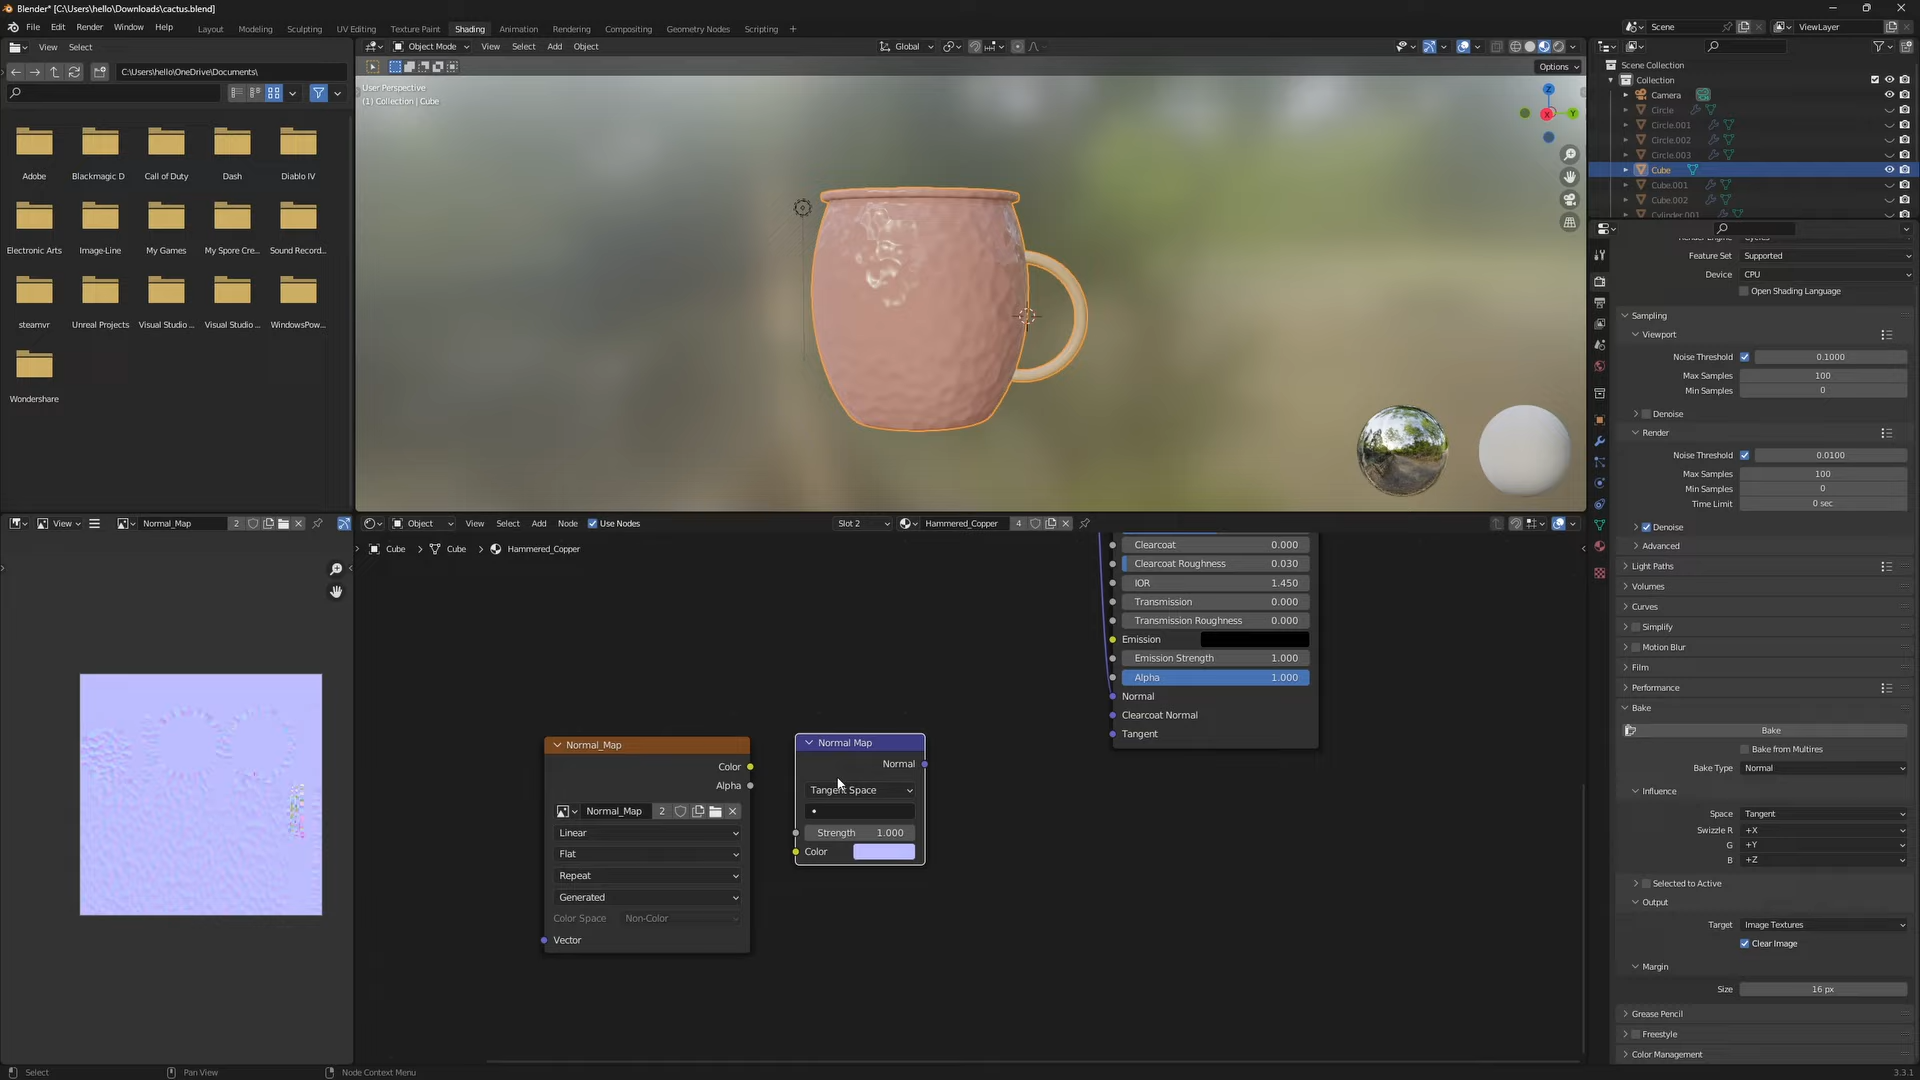 Blender* [C:\Users\hello\Downloads\cactus.blend]
File Edit Render Window Help
Layout Modeling Sculpting UV Editing Texture Paint Shading Animation Rendering Compositing Geometry Nodes Scripting +
Scene
ViewLayer
View Select
C:\Users\hello\OneDrive\Documents\
Adobe
Blackmagic D
Call of Duty
Dash
Diablo IV
Electronic Arts
Image-Line
My Games
My Spore Cre...
Sound Record...
steamvr
Unreal Projects
Visual Studio ...
Visual Studio ...
WindowsPow...
Wondershare
Object Mode View Select Add Object
Global
Options
User Perspective
(1) Collection | Cube
Z
Y
X
Scene Collection
Collection
Camera
Circle
Circle.001
Circle.002
Circle.003
Cube
Cube.001
Cube.002
Cylinder.001
Render Engine Cycles
Feature Set Supported
Device CPU
Open Shading Language
Sampling
Viewport
Noise Threshold 0.1000
Max Samples 100
Min Samples 0
Denoise
Render
Noise Threshold 0.0100
Max Samples 100
Min Samples 0
Time Limit 0 sec
Denoise
Advanced
Light Paths
Volumes
Curves
Simplify
Motion Blur
Film
Performance
Bake
Bake
Bake from Multires
Bake Type Normal
Influence
Space Tangent
Swizzle R +X
G +Y
B +Z
Selected to Active
Output
Target Image Textures
Clear Image
Margin
Size 16 px
Grease Pencil
Freestyle
Color Management
View Normal_Map 2
Object View Select Add Node Use Nodes Slot 2 Hammered_Copper 4
Cube Cube Hammered_Copper
Clearcoat 0.000
Clearcoat Roughness 0.030
IOR 1.450
Transmission 0.000
Transmission Roughness 0.000
Emission
Emission Strength 1.000
Alpha 1.000
Normal
Clearcoat Normal
Tangent
Normal_Map
Color
Alpha
Normal_Map 2
Linear
Flat
Repeat
Generated
Color Space Non-Color
Vector
Normal Map
Normal
Tangent Space
Strength 1.000
Color
Select Pan View Node Context Menu
3.3.1